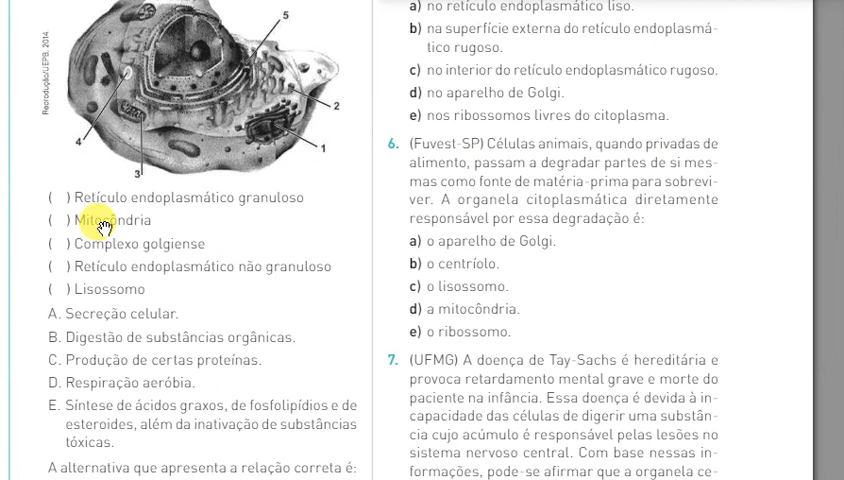 Reprodução/UEPB, 2014
5
2
1
4
3
( ) Retículo endoplasmático granuloso
( ) Mitocôndria
( ) Complexo golgiense
( ) Retículo endoplasmático não granuloso
( ) Lisossomo
A. Secreção celular.
B. Digestão de substâncias orgânicas.
C. Produção de certas proteínas.
D. Respiração aeróbia.
E. Síntese de ácidos graxos, de fosfolipídios e de
esteroides, além da inativação de substâncias
tóxicas.
A alternativa que apresenta a relação correta é:
a) no retículo endoplasmático liso.
b) na superfície externa do retículo endoplasmá-
tico rugoso.
c) no interior do retículo endoplasmático rugoso.
d) no aparelho de Golgi.
e) nos ribossomos livres do citoplasma.
6. (Fuvest-SP) Células animais, quando privadas de
alimento, passam a degradar partes de si mes-
mas como fonte de matéria-prima para sobrevi-
ver. A organela citoplasmática diretamente
responsável por essa degradação é:
a) o aparelho de Golgi.
b) o centríolo.
c) o lisossomo.
d) a mitocôndria.
e) o ribossomo.
7. (UFMG) A doença de Tay-Sachs é hereditária e
provoca retardamento mental grave e morte do
paciente na infância. Essa doença é devida à in-
capacidade das células de digerir uma substân-
cia cujo acúmulo é responsável pelas lesões no
sistema nervoso central. Com base nessas in-
formações, pode-se afirmar que a organela ce-